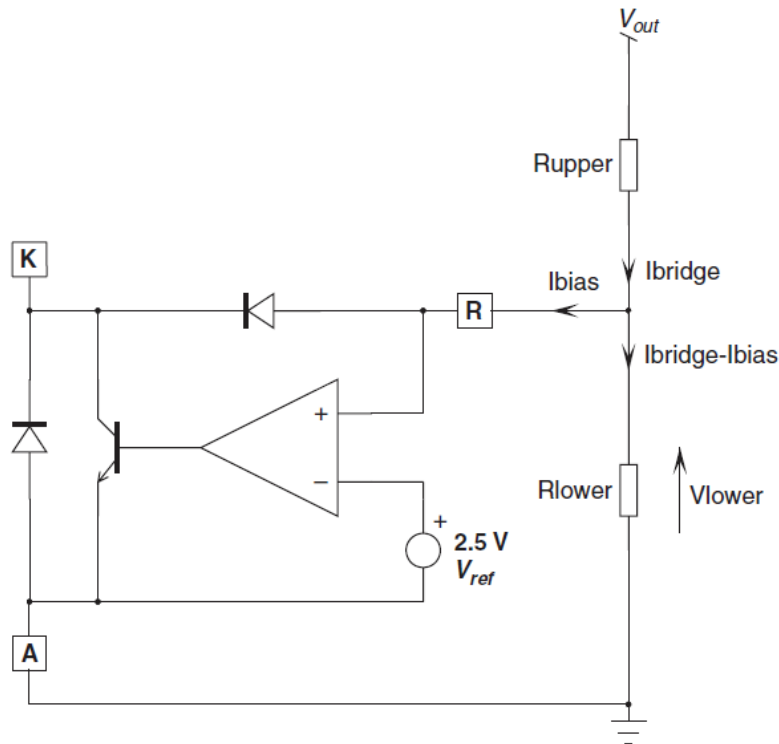 Vout
Rupper
K
Ibias
Ibridge
R
Ibridge-Ibias
+
−
Rlower
Vlower
+
2.5 V
Vref
A